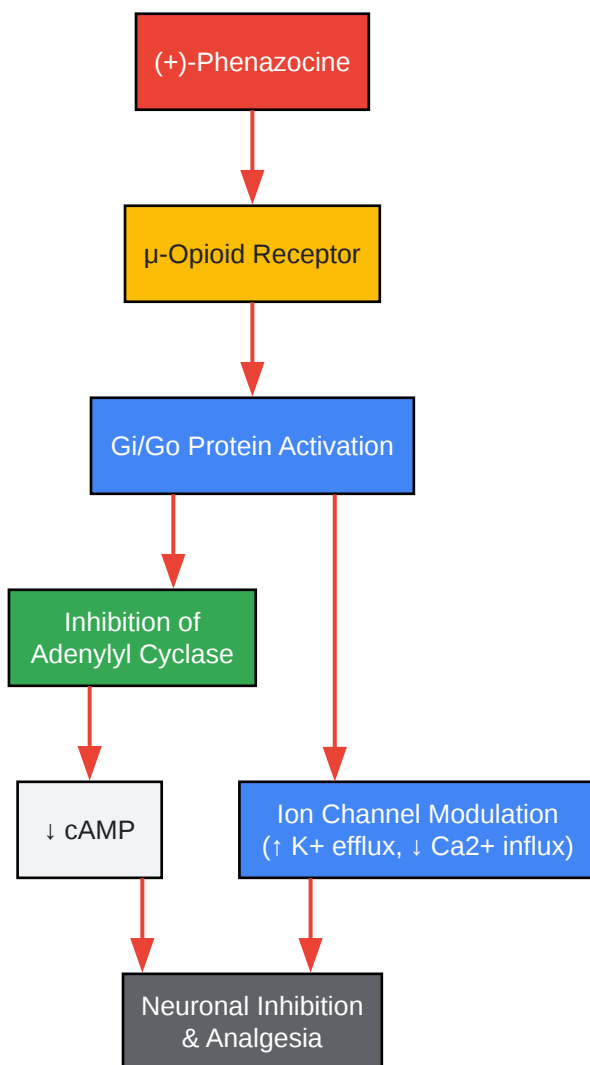 (+)-Phenazocine
μ-Opioid Receptor
Gi/Go Protein Activation
Inhibition of
Adenylyl Cyclase
↓ cAMP
Ion Channel Modulation
(↑ K+ efflux, ↓ Ca2+ influx)
Neuronal Inhibition
& Analgesia